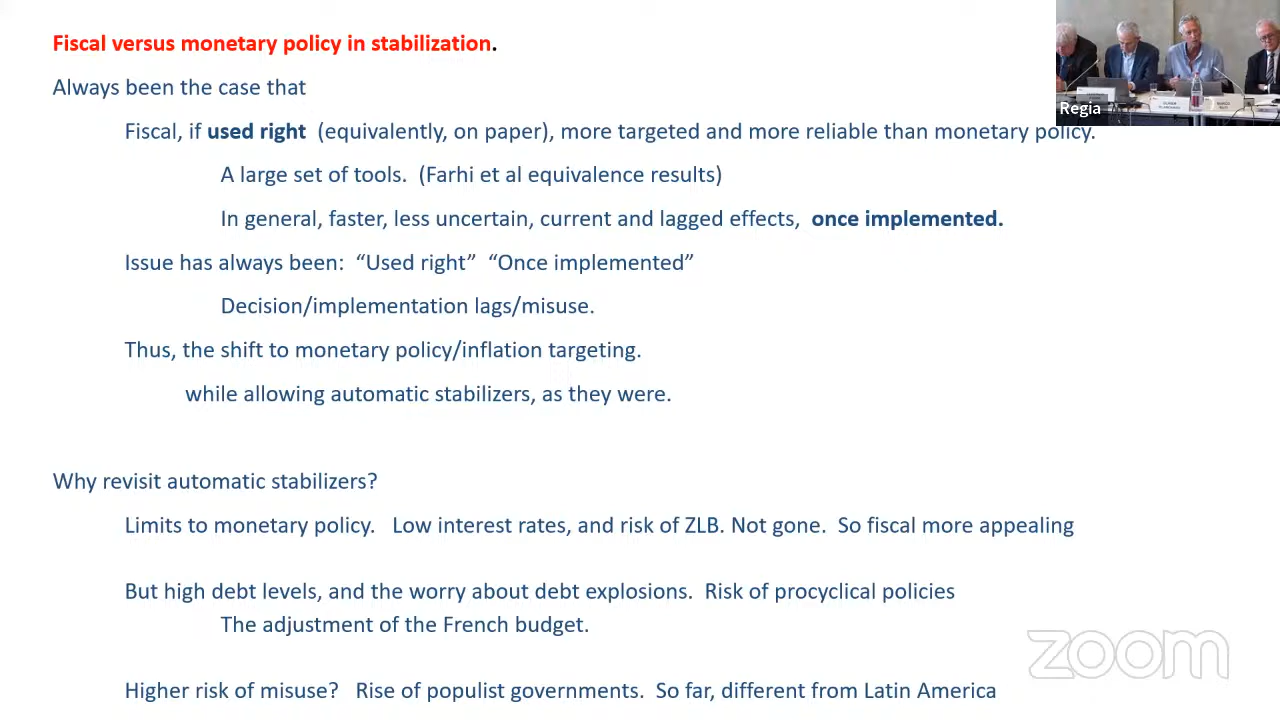 Fiscal versus monetary policy in stabilization.
Always been the case that
Fiscal, if used right (equivalently, on paper), more targeted and more reliable than monetary policy.
A large set of tools. (Farhi et al equivalence results)
In general, faster, less uncertain, current and lagged effects, once implemented.
Issue has always been: “Used right” “Once implemented”
Decision/implementation lags/misuse.
Thus, the shift to monetary policy/inflation targeting.
while allowing automatic stabilizers, as they were.
Why revisit automatic stabilizers?
Limits to monetary policy. Low interest rates, and risk of ZLB. Not gone. So fiscal more appealing
But high debt levels, and the worry about debt explosions. Risk of procyclical policies
The adjustment of the French budget.
Higher risk of misuse? Rise of populist governments. So far, different from Latin America
Regia
zoom